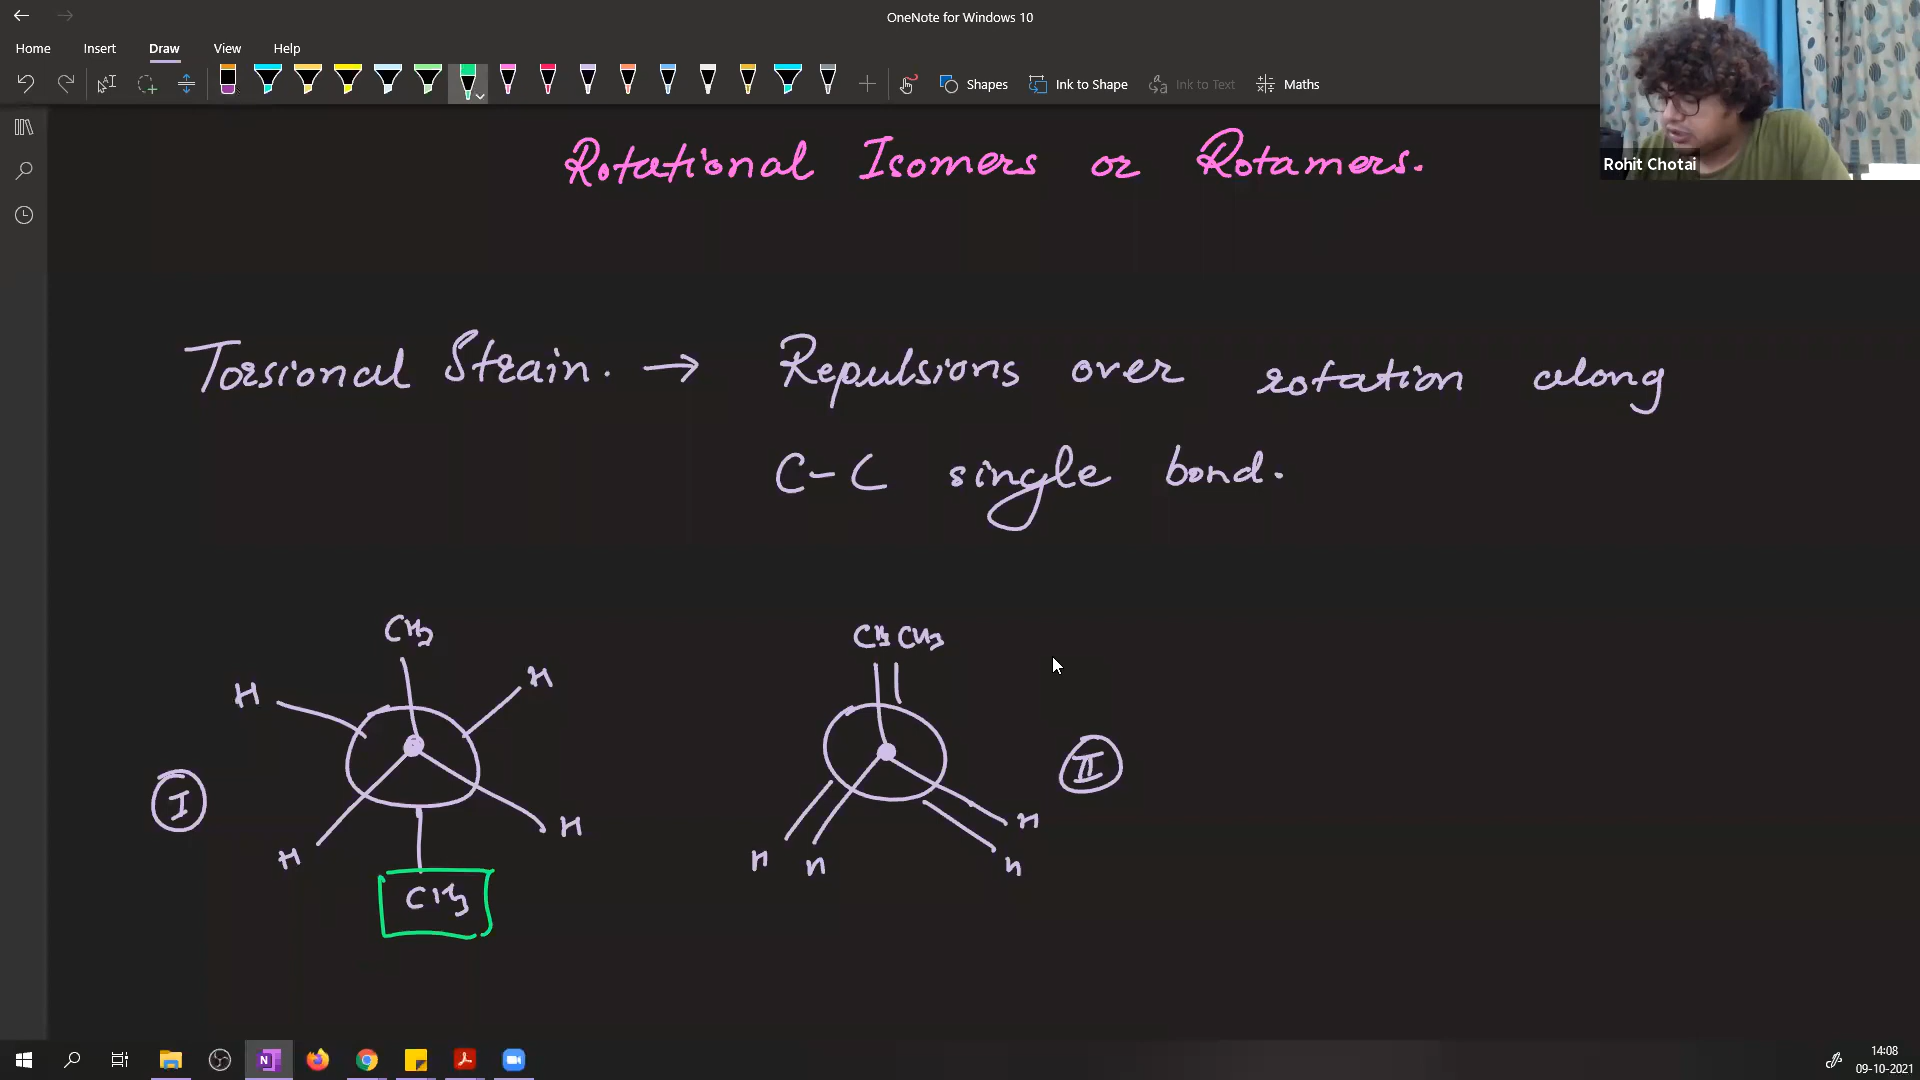 OneNote for Windows 10
Home Insert Draw View Help
Shapes Ink to Shape Ink to Text Maths
Rohit Chotai
Rotational Isomers or Rotamers.
Torsional Strain. → Repulsions over rotation along
C-C single bond.
CH3
H H
I
H H
CH3
CH3 CH3
II
H
H H H
14:08
09-10-2021